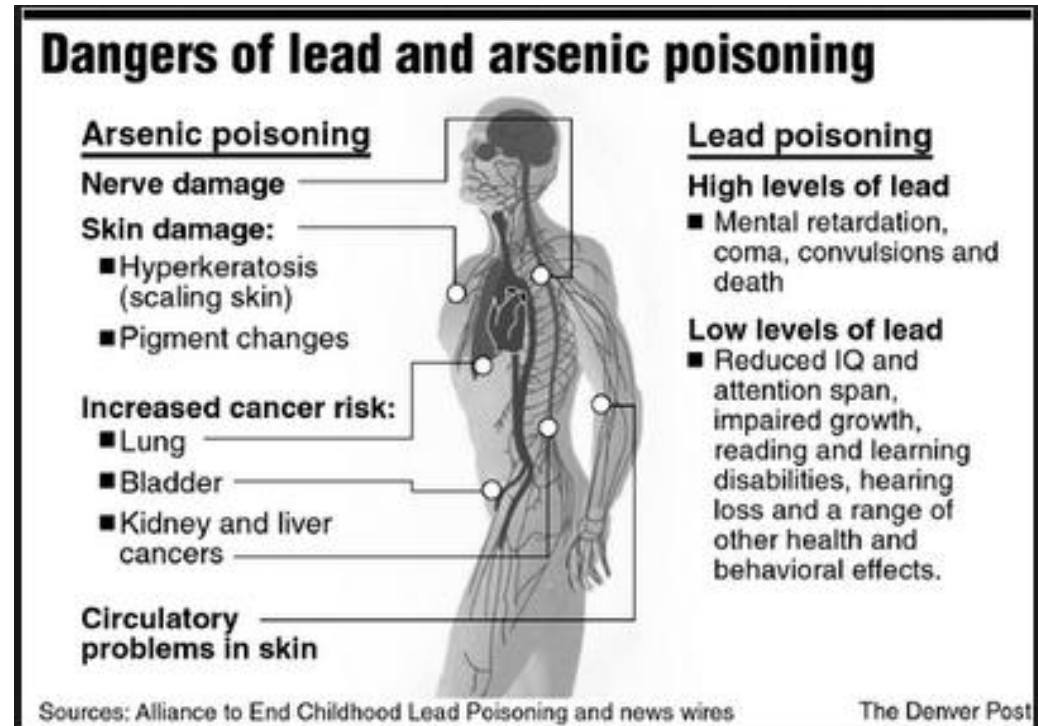 Dangers of lead and arsenic poisoning
Arsenic poisoning
Nerve damage
Skin damage:
■ Hyperkeratosis
(scaling skin)
■ Pigment changes
Increased cancer risk:
■ Lung
■ Bladder
■ Kidney and liver
cancers
Circulatory
problems in skin
Lead poisoning
High levels of lead
■ Mental retardation,
coma, convulsions and
death
Low levels of lead
■ Reduced IQ and
attention span,
impaired growth,
reading and learning
disabilities, hearing
loss and a range of
other health and
behavioral effects.
Sources: Alliance to End Childhood Lead Poisoning and news wires
The Denver Post